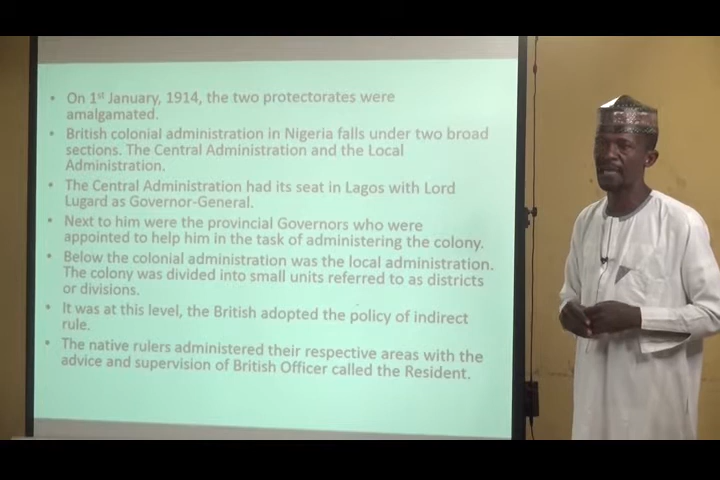 • On 1st January, 1914, the two protectorates were
amalgamated.
• British colonial administration in Nigeria falls under two broad
sections. The Central Administration and the Local
Administration.
• The Central Administration had its seat in Lagos with Lord
Lugard as Governor-General.
• Next to him were the provincial Governors who were
appointed to help him in the task of administering the colony.
• Below the colonial administration was the local administration.
The colony was divided into small units referred to as districts
or divisions.
• It was at this level, the British adopted the policy of indirect
rule.
• The native rulers administered their respective areas with the
advice and supervision of British Officer called the Resident.